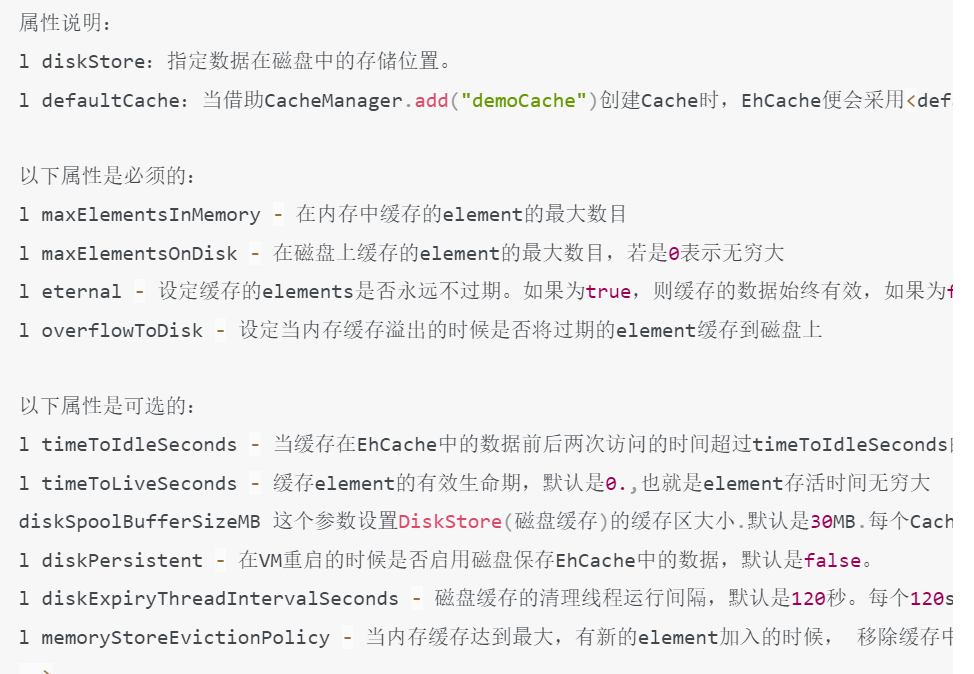 属性说明：
l diskStore：指定数据在磁盘中的存储位置。
l defaultCache：当借助CacheManager.add("demoCache")创建Cache时，EhCache便会采用<def
以下属性是必须的：
l maxElementsInMemory - 在内存中缓存的element的最大数目
l maxElementsOnDisk - 在磁盘上缓存的element的最大数目，若是0表示无穷大
l eternal - 设定缓存的elements是否永远不过期。如果为true，则缓存的数据始终有效，如果为f
l overflowToDisk - 设定当内存缓存溢出的时候是否将过期的element缓存到磁盘上
以下属性是可选的：
l timeToIdleSeconds - 当缓存在EhCache中的数据前后两次访问的时间超过timeToIdleSeconds
l timeToLiveSeconds - 缓存element的有效生命期，默认是0.,也就是element存活时间无穷大
diskSpoolBufferSizeMB 这个参数设置DiskStore(磁盘缓存)的缓存区大小.默认是30MB.每个Cach
l diskPersistent - 在VM重启的时候是否启用磁盘保存EhCache中的数据，默认是false。
l diskExpiryThreadIntervalSeconds - 磁盘缓存的清理线程运行间隔，默认是120秒。每个120s
l memoryStoreEvictionPolicy - 当内存缓存达到最大，有新的element加入的时候， 移除缓存中